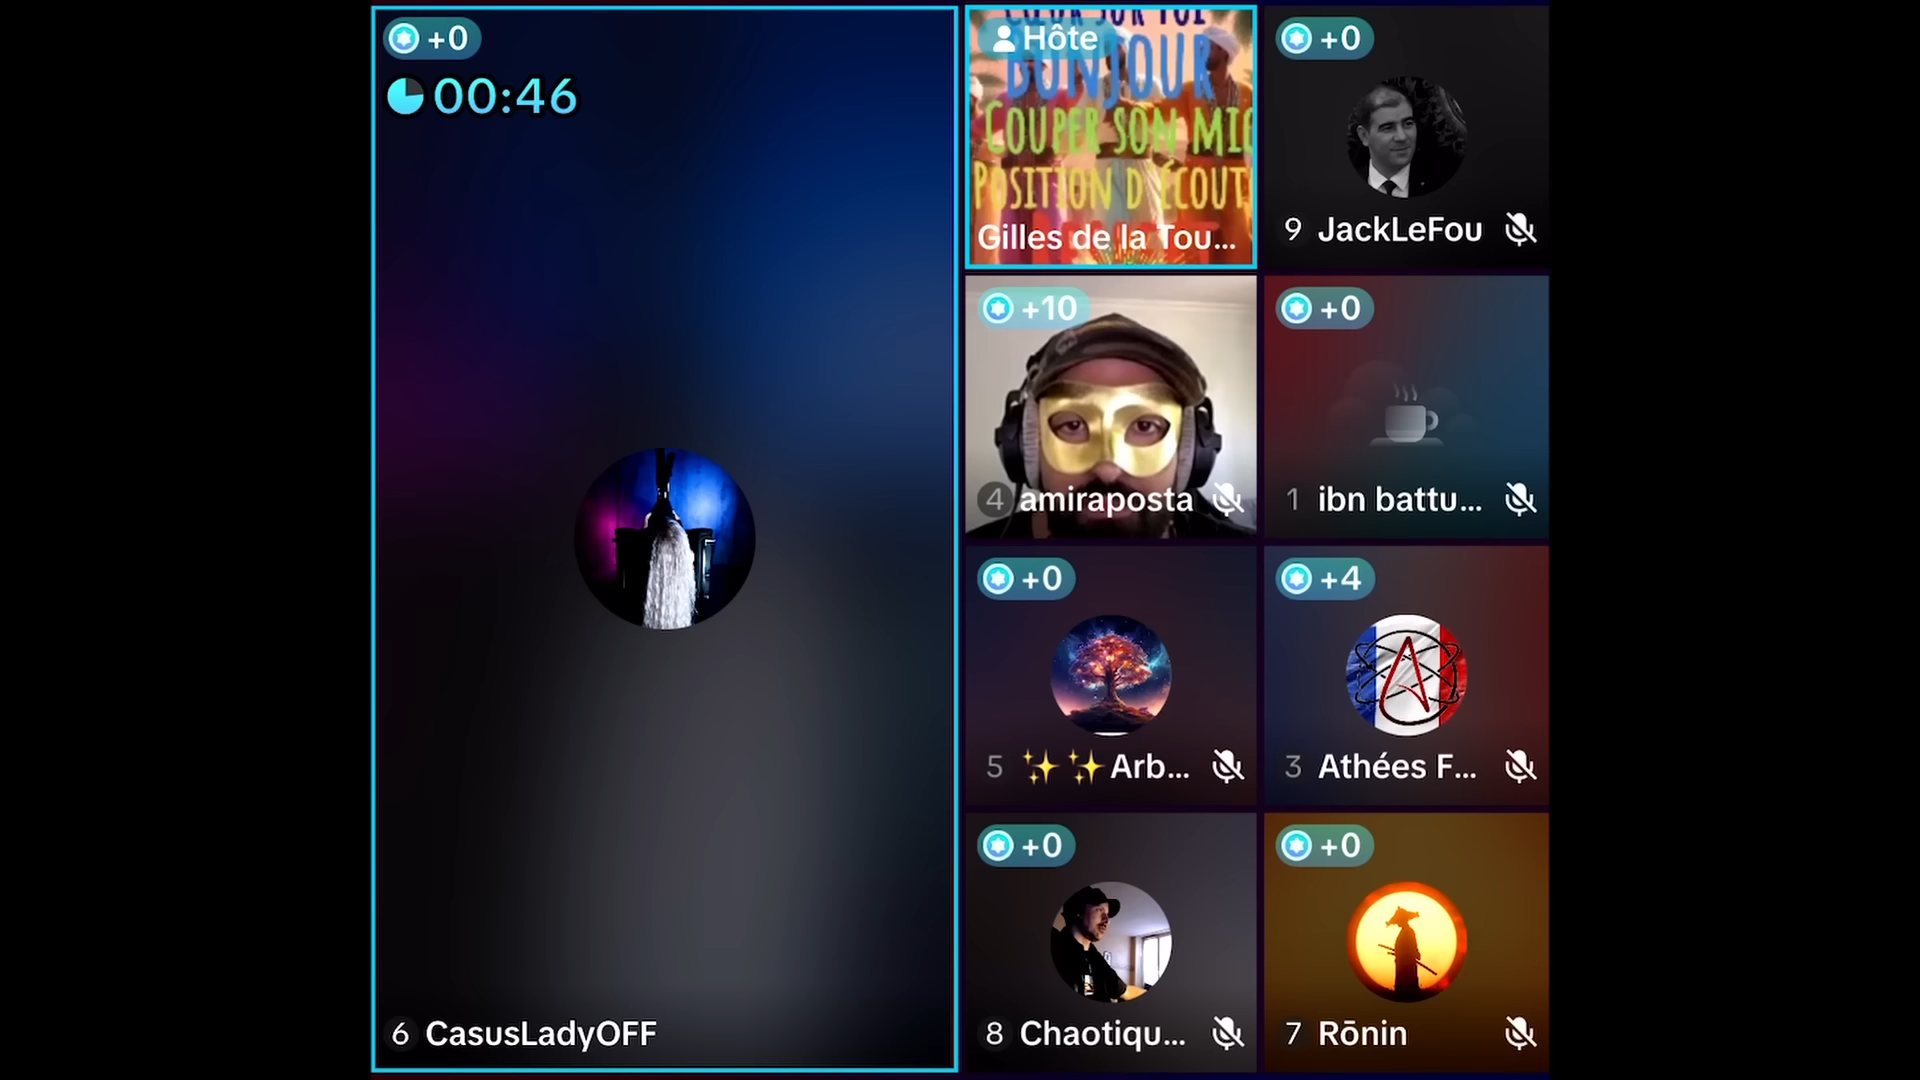 +0
00:46
6 CasusLadyOFF
Hôte
BONJOUR
COUPER SON MIC
POSITION D'ÉCOUT
Gilles de la Tou...
+0
9 JackLeFou
+10
4 amiraposta
+0
1 ibn battu...
+0
5 ✨✨Arb...
+4
3 Athées F...
+0
8 Chaotiqu...
+0
7 Rōnin